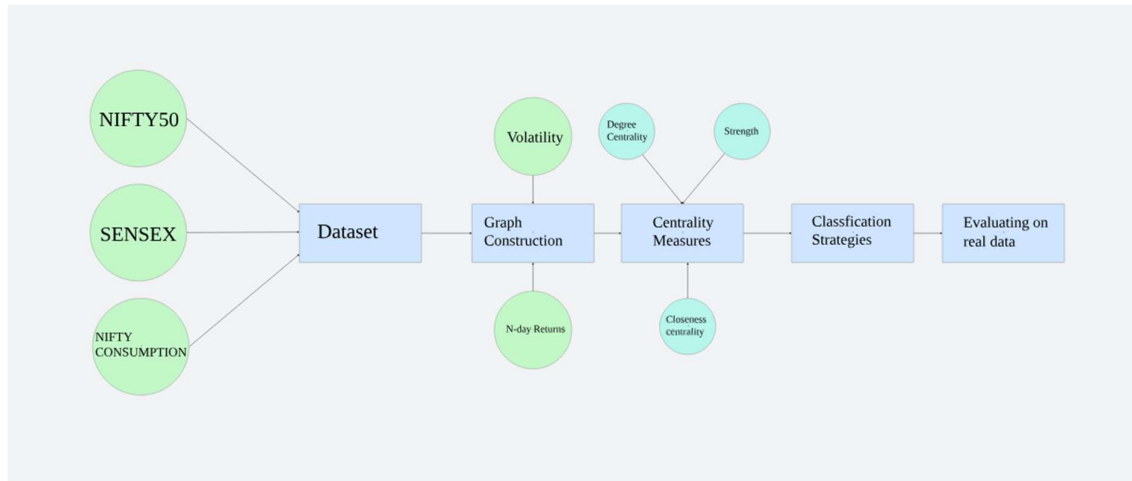 NIFTY50
SENSEX
NIFTY
CONSUMPTION
Dataset
Volatility
Graph
Construction
N-day Returns
Degree
Centrality
Strength
Centrality
Measures
Closeness
centrality
Classfication
Strategies
Evaluating on
real data